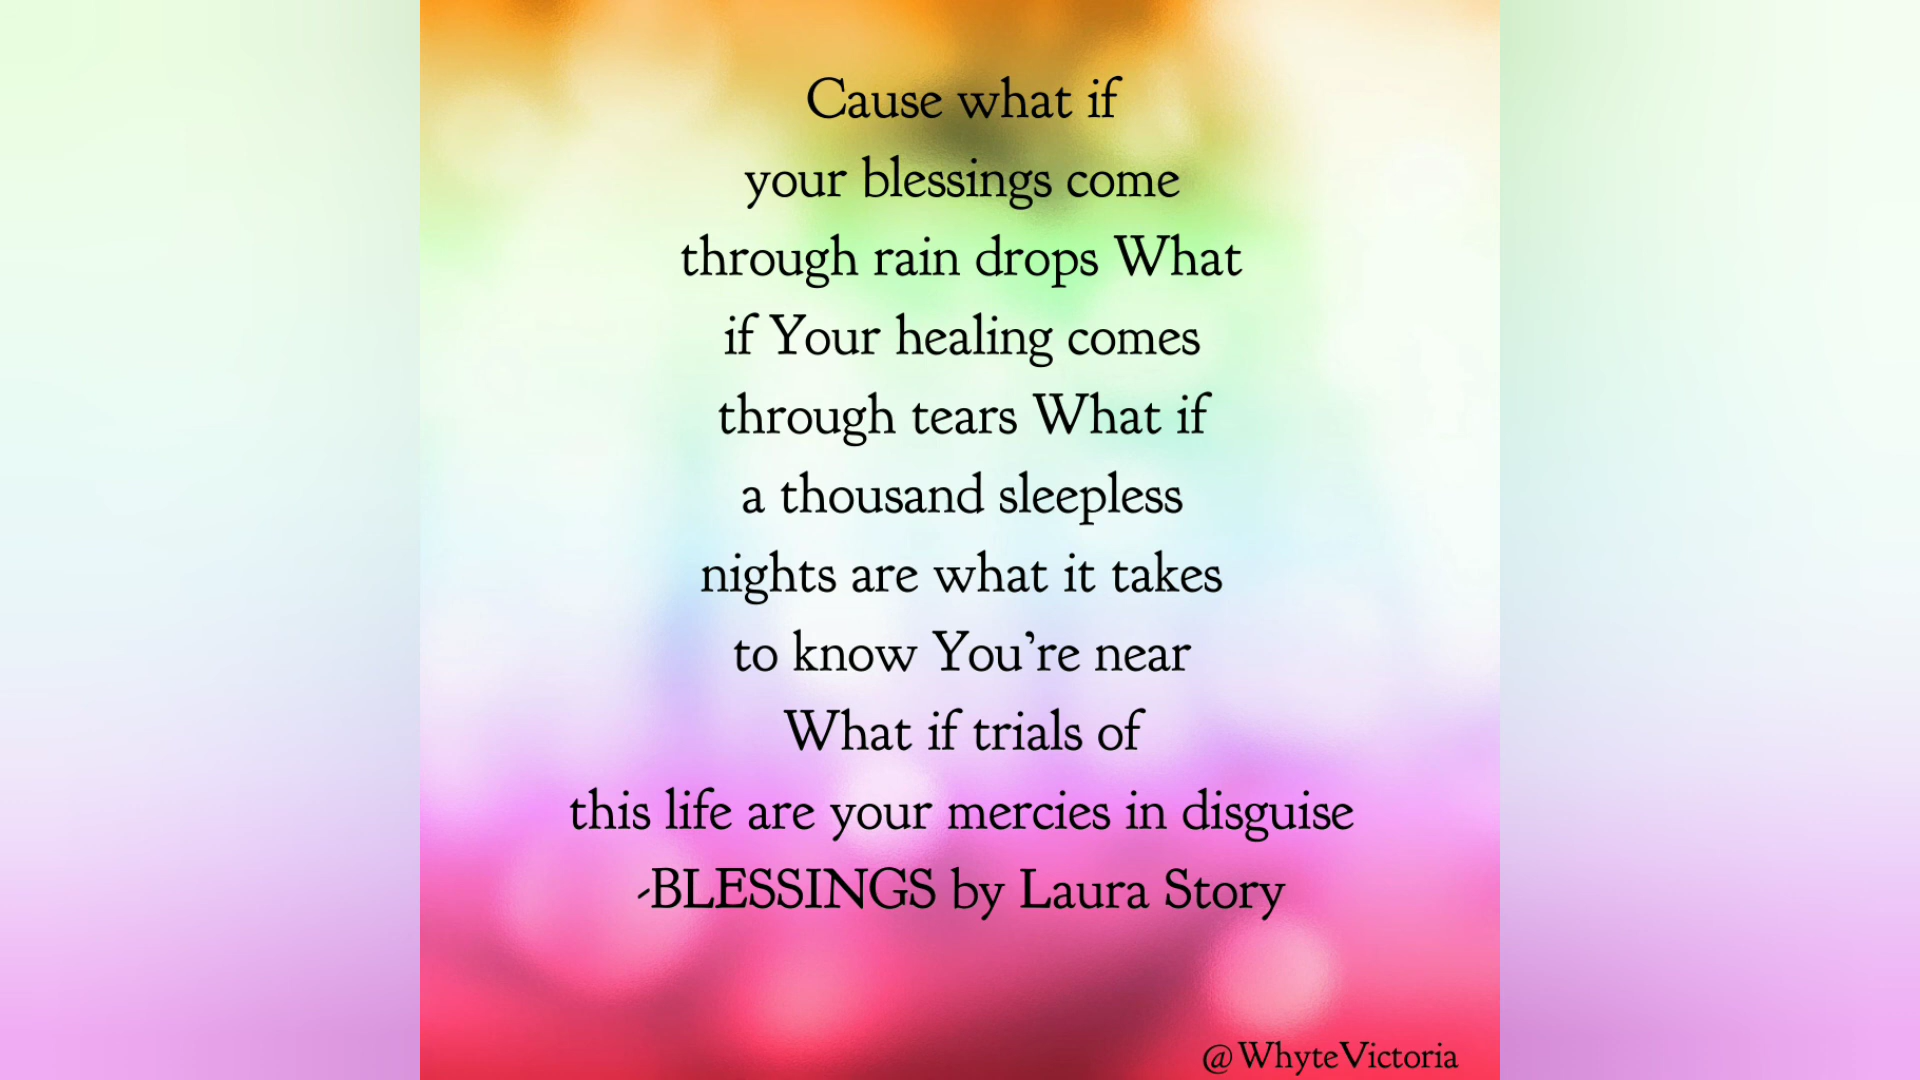 Cause what if
your blessings come
through rain drops What
if Your healing comes
through tears What if
a thousand sleepless
nights are what it takes
to know You’re near
What if trials of
this life are your mercies in disguise
-BLESSINGS by Laura Story
@WhyteVictoria